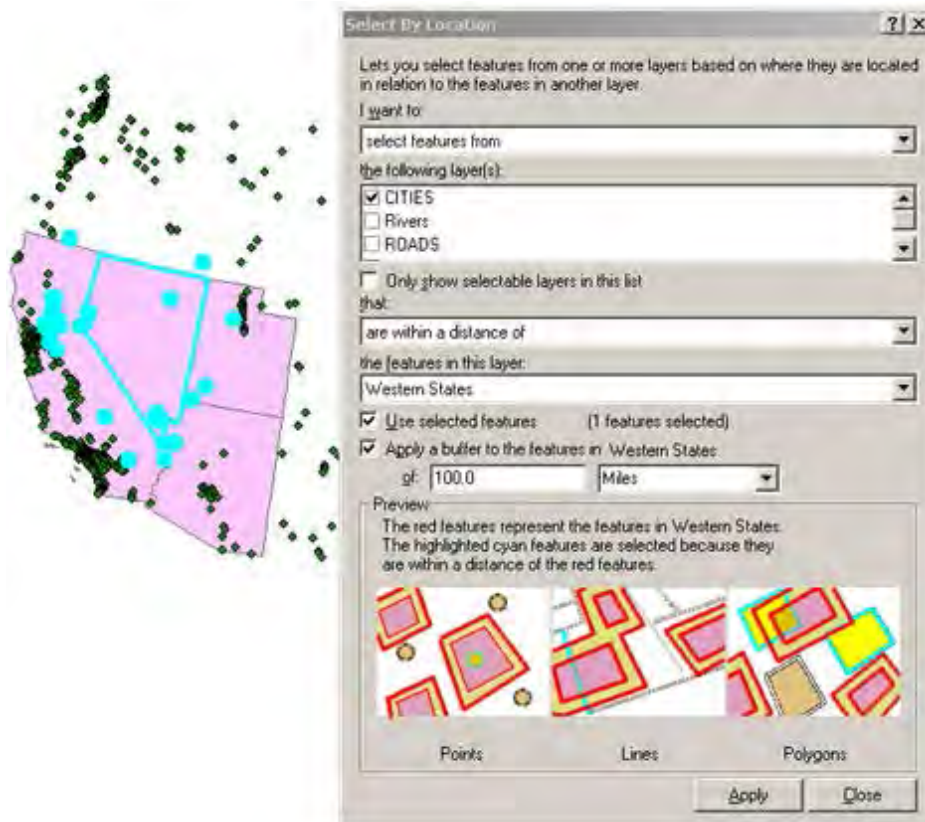 Select By Location
Lets you select features from one or more layers based on where they are located
in relation to the features in another layer.
I want to:
select features from
the following layer(s):
CITIES
Rivers
ROADS
Only show selectable layers in this list
that:
are within a distance of
the features in this layer:
Western States
Use selected features (1 features selected)
Apply a buffer to the features in Western States
of: 100.0 Miles
Preview
The red features represent the features in Western States.
The highlighted cyan features are selected because they
are within a distance of the red features.
Points Lines Polygons
Apply Close